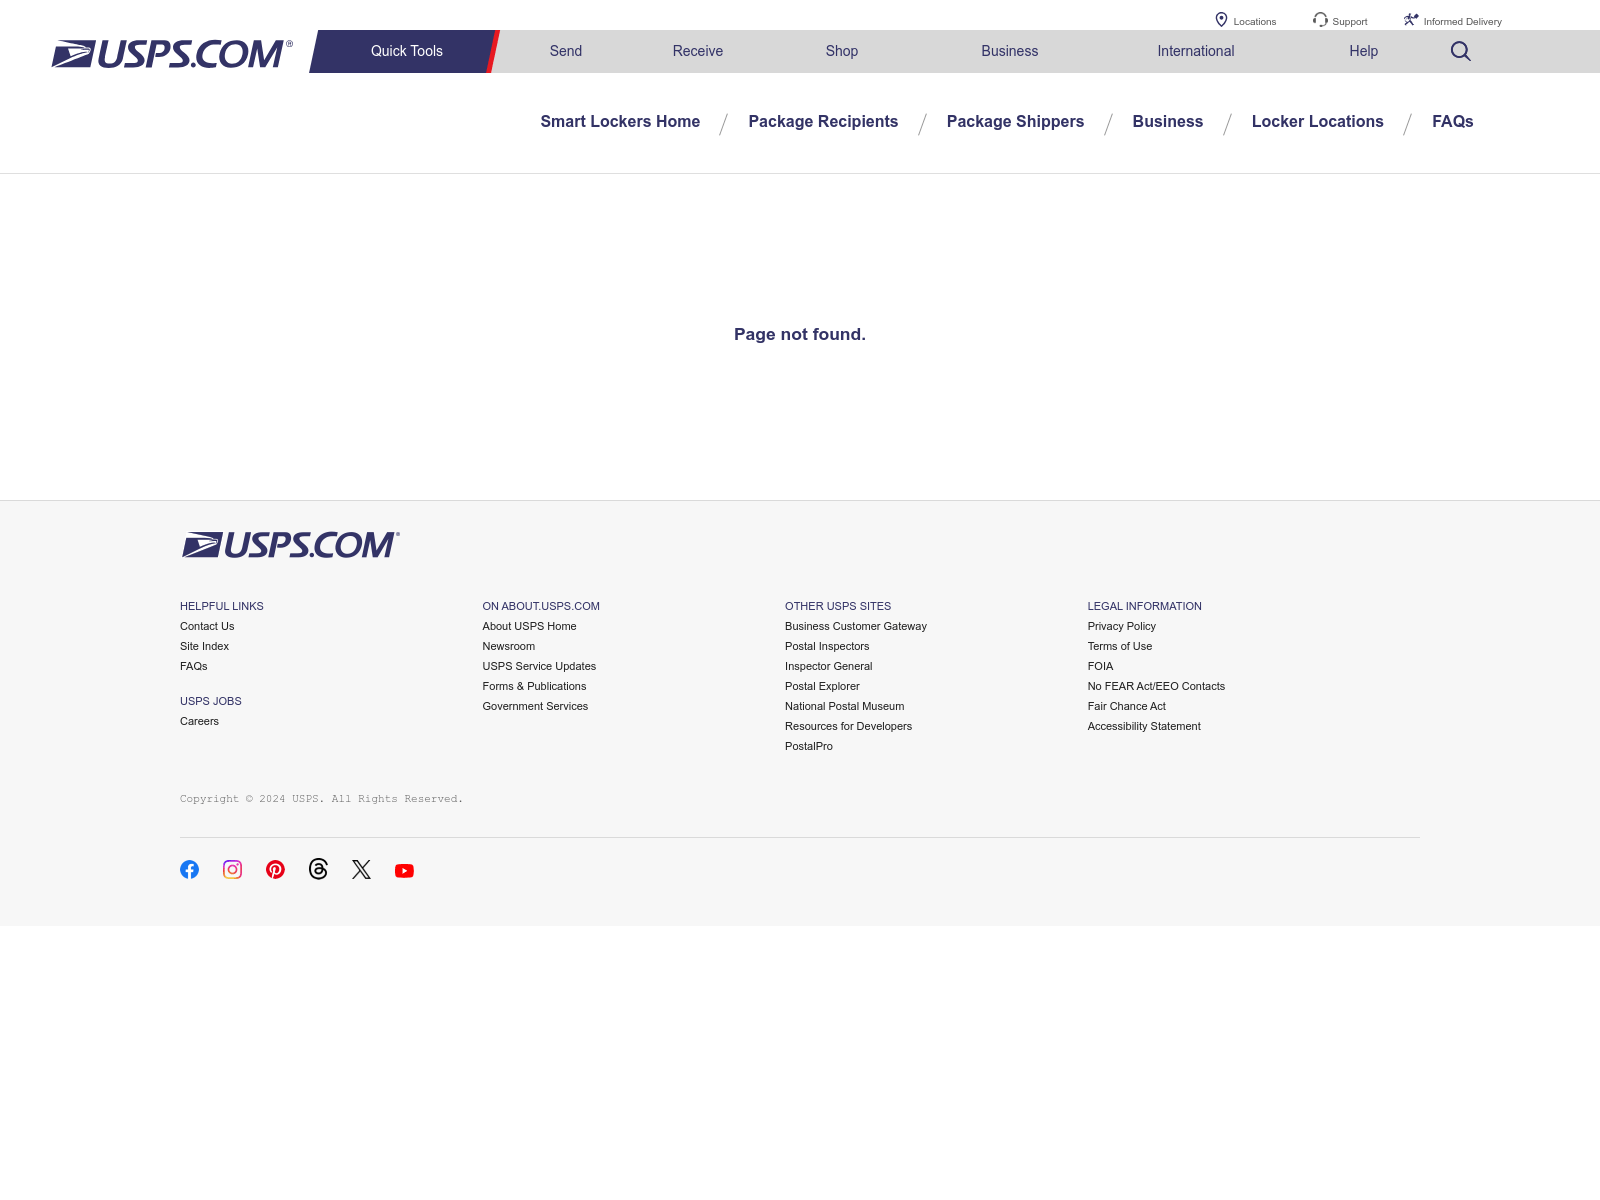 Locations Support Informed Delivery
USPS.COM® Quick Tools Send Receive Shop Business International Help
Smart Lockers Home / Package Recipients / Package Shippers / Business / Locker Locations / FAQs
Page not found.
USPS.COM®
HELPFUL LINKS
Contact Us
Site Index
FAQs
USPS JOBS
Careers
ON ABOUT.USPS.COM
About USPS Home
Newsroom
USPS Service Updates
Forms & Publications
Government Services
OTHER USPS SITES
Business Customer Gateway
Postal Inspectors
Inspector General
Postal Explorer
National Postal Museum
Resources for Developers
PostalPro
LEGAL INFORMATION
Privacy Policy
Terms of Use
FOIA
No FEAR Act/EEO Contacts
Fair Chance Act
Accessibility Statement
Copyright © 2024 USPS. All Rights Reserved.